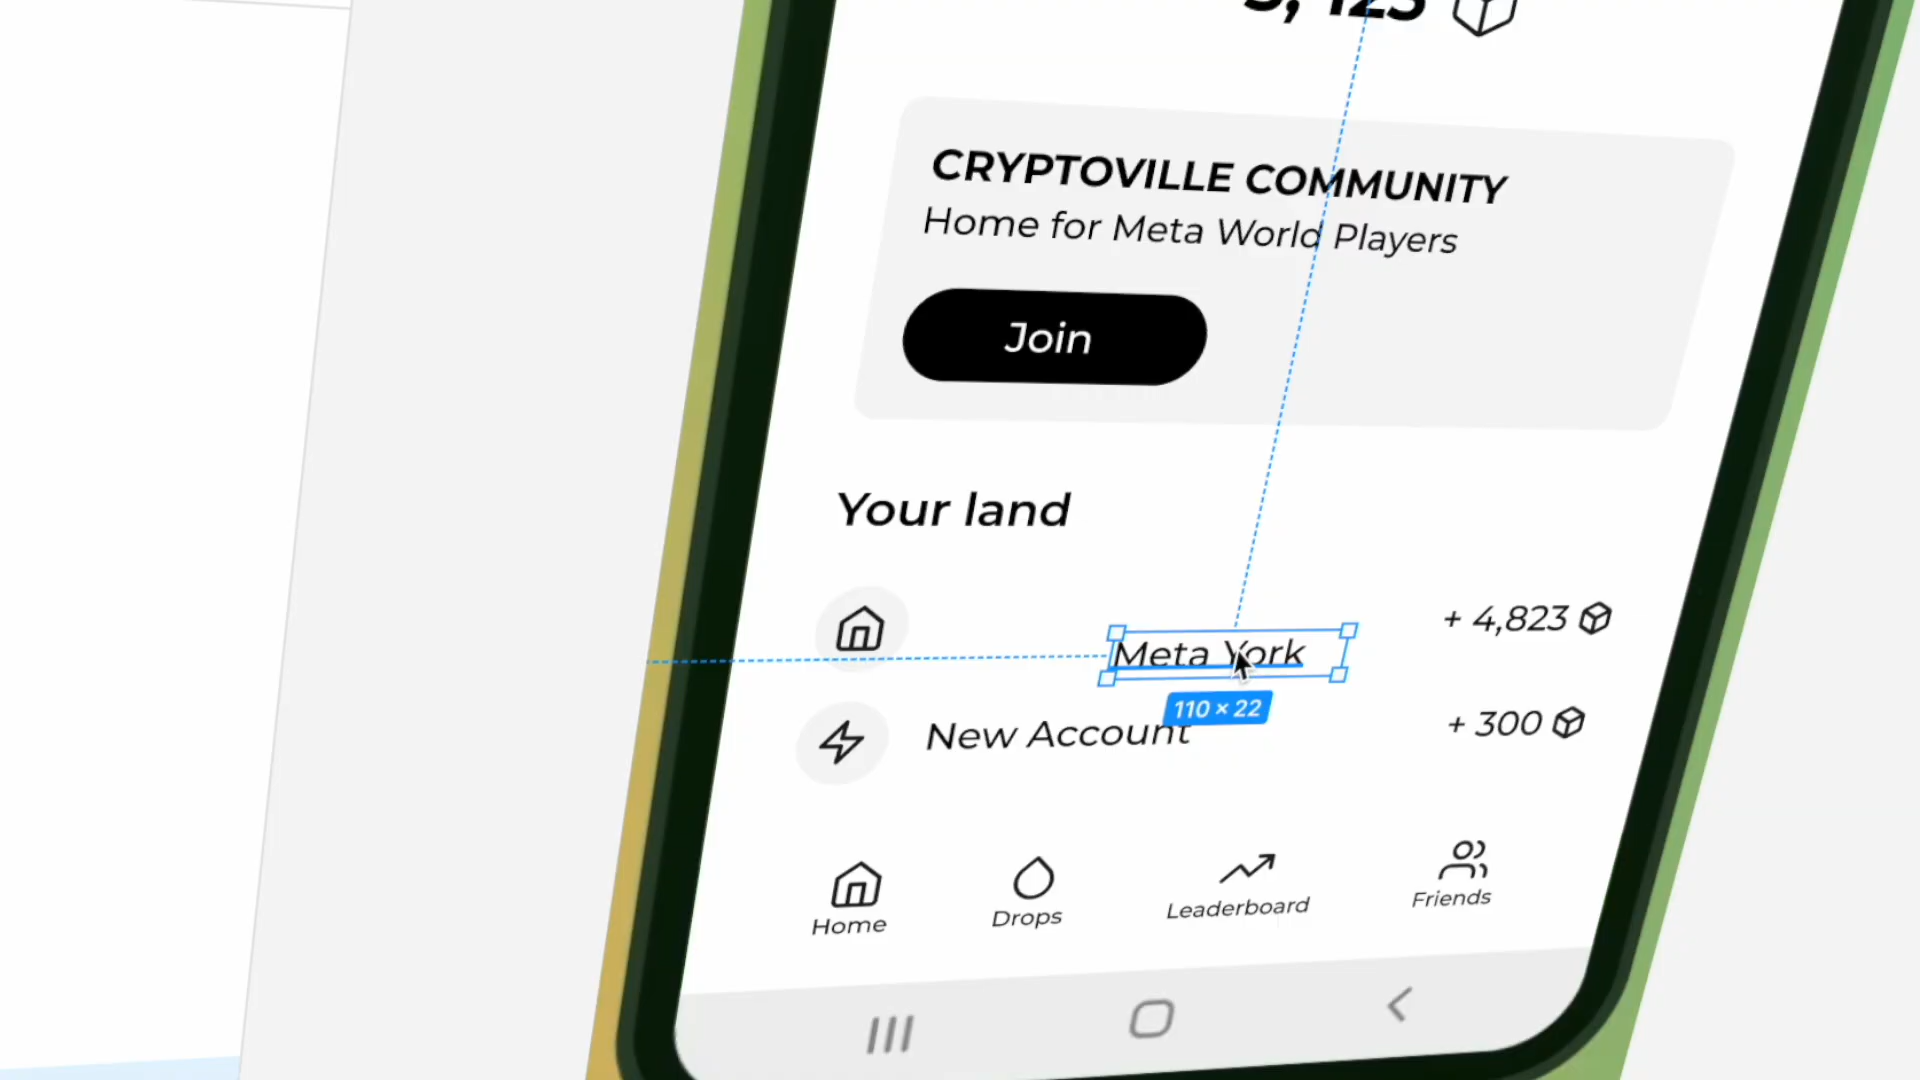 CRYPTOVILLE COMMUNITY
Home for Meta World Players
Join
Your land
Meta York
+ 4,823
110 × 22
New Account
+ 300
Home
Drops
Leaderboard
Friends